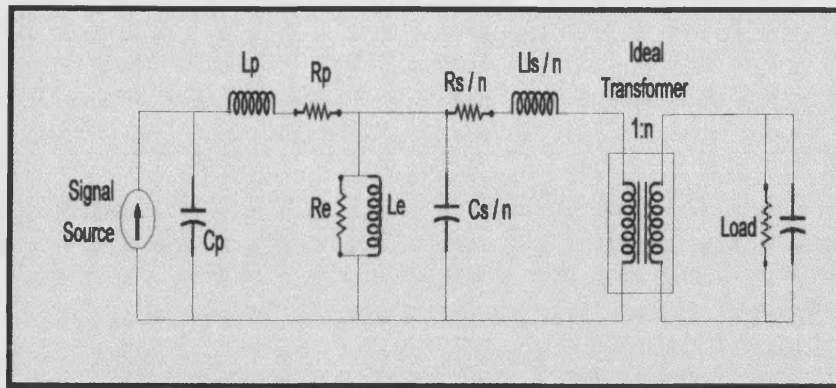 Lp
Rp
Rs / n
Lls / n
Ideal
Transformer
1:n
Signal
Source
Cp
Re
Le
Cs / n
Load